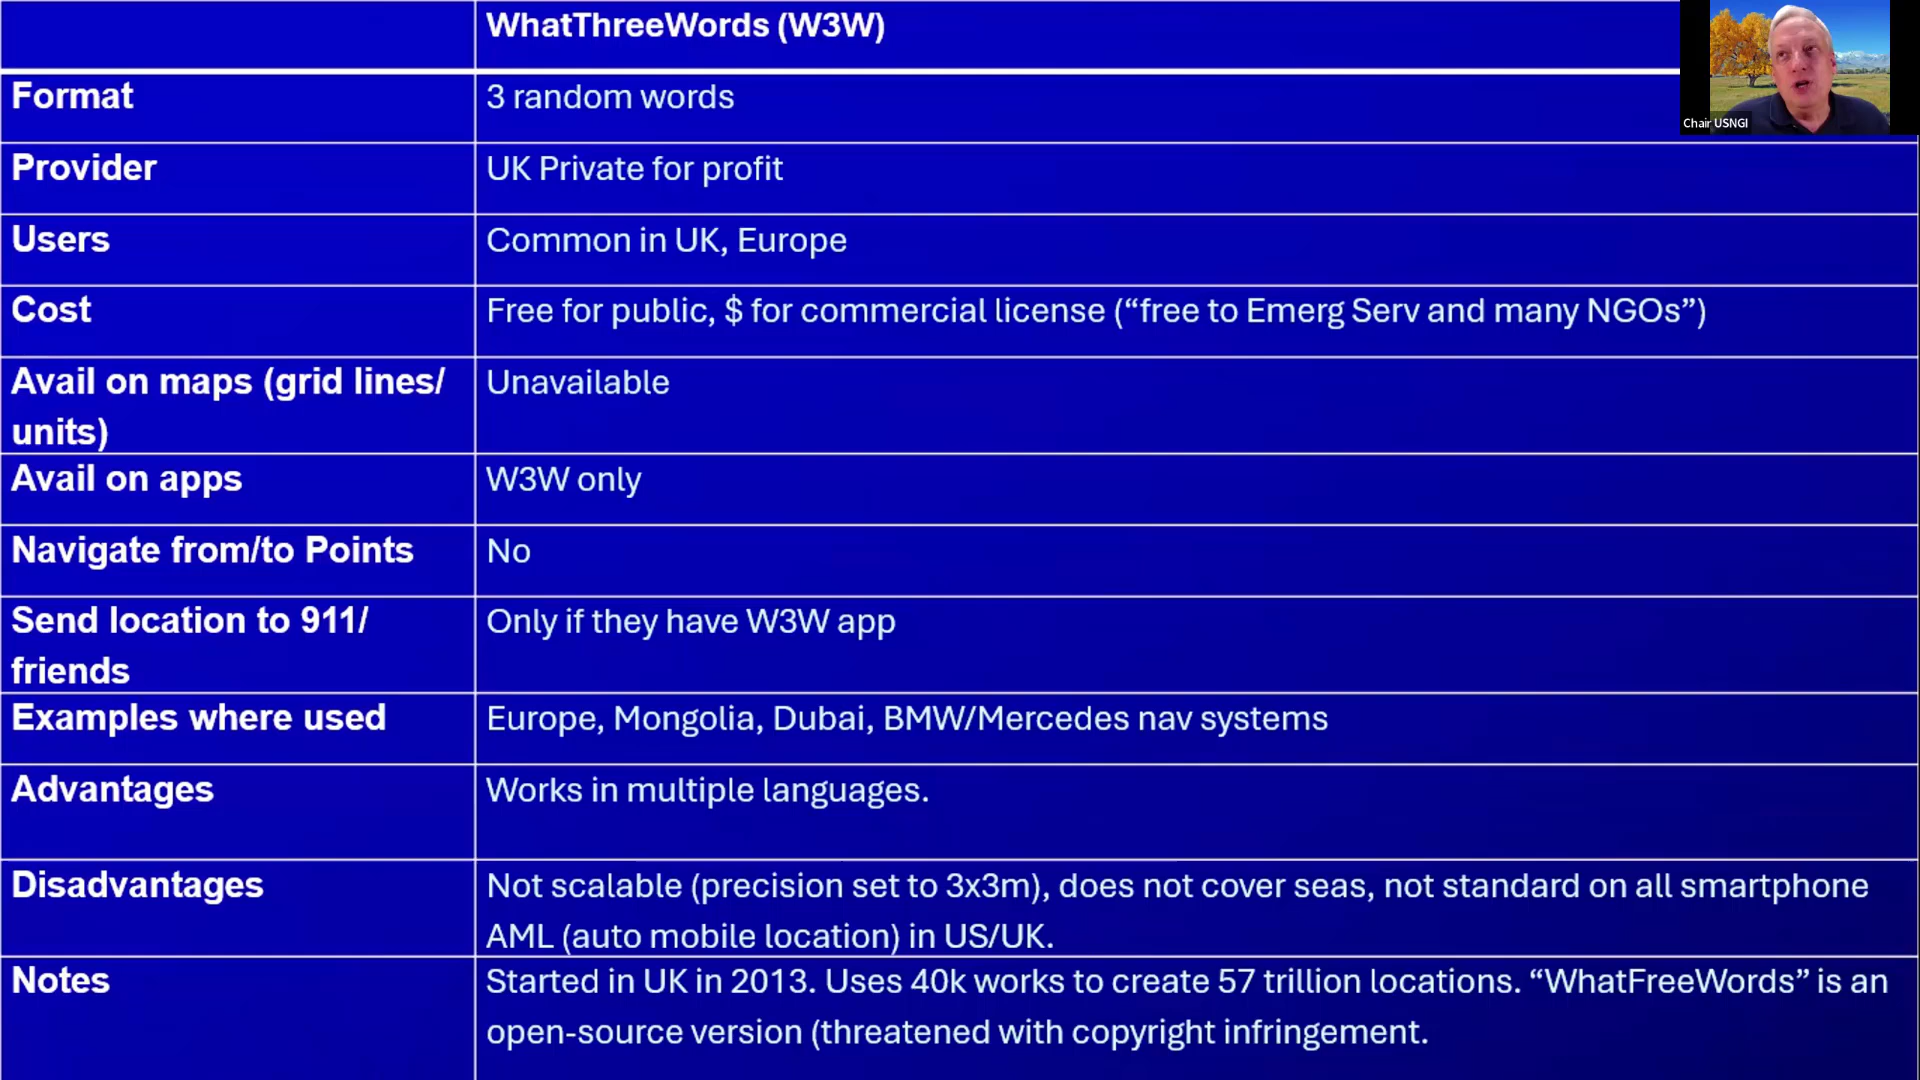 WhatThreeWords (W3W)
Chair USNGI
Format
3 random words
Provider
UK Private for profit
Users
Common in UK, Europe
Cost
Free for public, $ for commercial license (“free to Emerg Serv and many NGOs”)
Avail on maps (grid lines/
units)
Unavailable
Avail on apps
W3W only
Navigate from/to Points
No
Send location to 911/
friends
Only if they have W3W app
Examples where used
Europe, Mongolia, Dubai, BMW/Mercedes nav systems
Advantages
Works in multiple languages.
Disadvantages
Not scalable (precision set to 3x3m), does not cover seas, not standard on all smartphone
AML (auto mobile location) in US/UK.
Notes
Started in UK in 2013. Uses 40k works to create 57 trillion locations. “WhatFreeWords” is an
open-source version (threatened with copyright infringement.